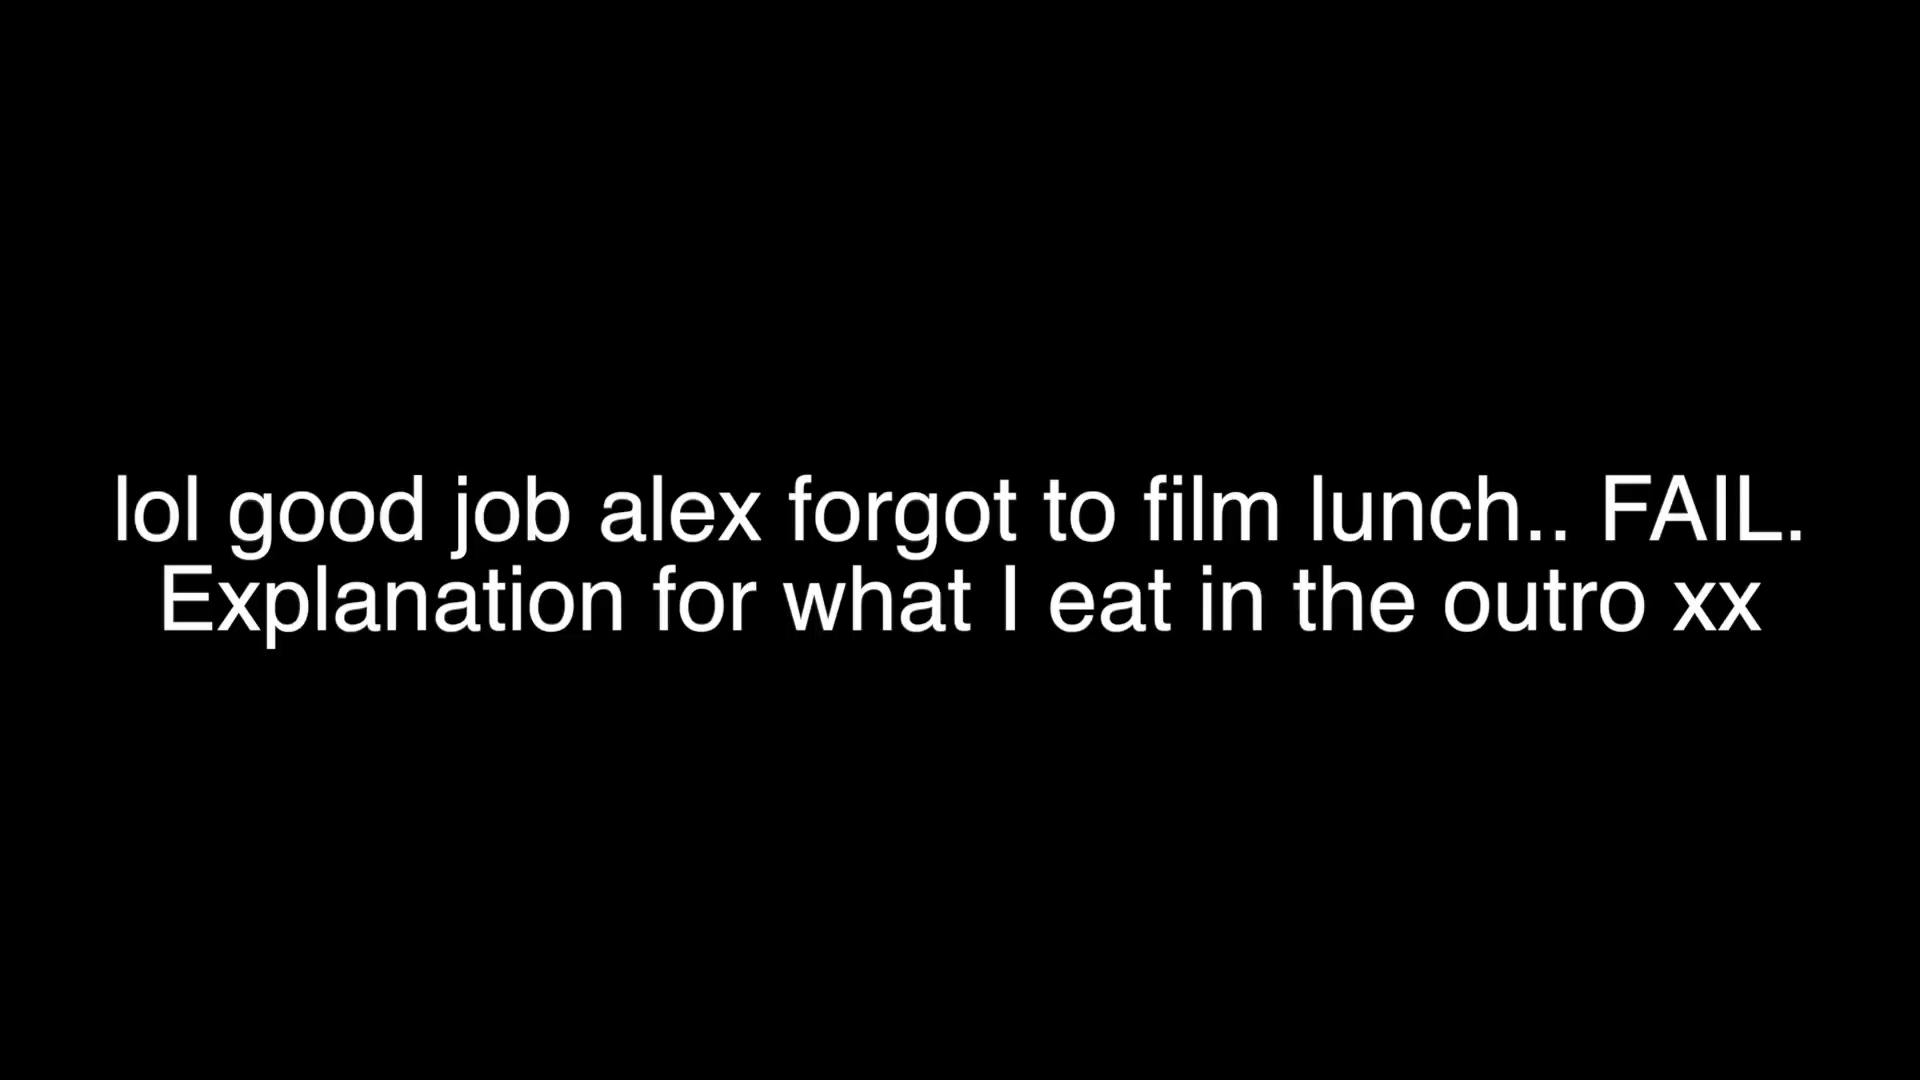 lol good job alex forgot to film lunch.. FAIL.
Explanation for what I eat in the outro xx